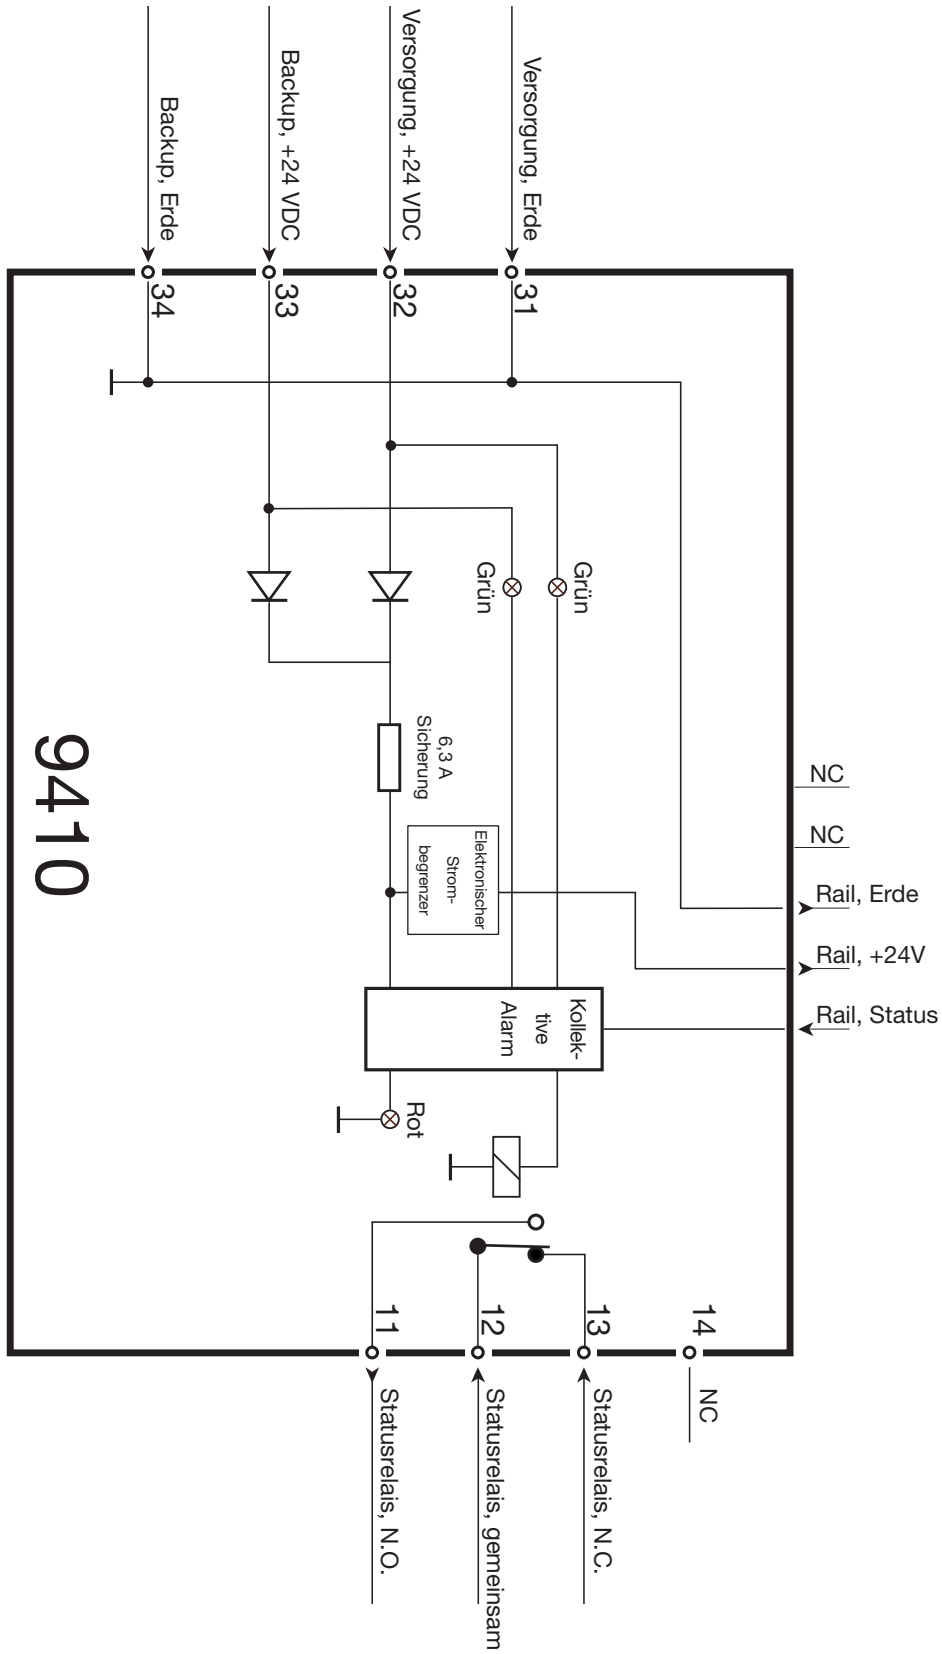 Versorgung, Erde
Versorgung, +24 VDC
Backup, +24 VDC
Backup, Erde
31
32
33
34
Grün
Grün
6,3 A
Sicherung
Elektronischer
Strom-
begrenzer
Kollek-
tive
Alarm
Rot
9410
NC
NC
Rail, Erde
Rail, +24V
Rail, Status
14
13
12
11
NC
Statusrelais, N.C.
Statusrelais, gemeinsam
Statusrelais, N.O.